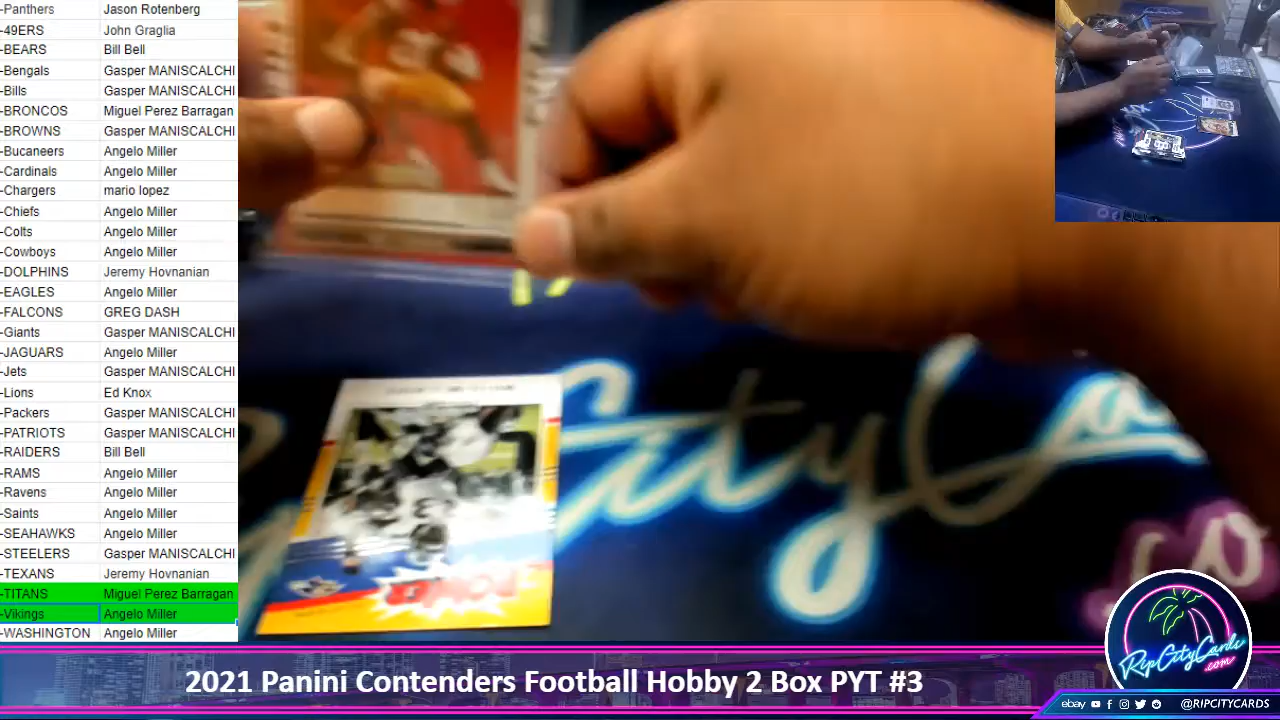 -Panthers Jason Rotenberg
-49ERS John Graglia
-BEARS Bill Bell
-Bengals Gasper MANISCALCHI
-Bills Gasper MANISCALCHI
-BRONCOS Miguel Perez Barragan
-BROWNS Gasper MANISCALCHI
-Bucaneers Angelo Miller
-Cardinals Angelo Miller
-Chargers mario lopez
-Chiefs Angelo Miller
-Colts Angelo Miller
-Cowboys Angelo Miller
-DOLPHINS Jeremy Hovnanian
-EAGLES Angelo Miller
-FALCONS GREG DASH
-Giants Gasper MANISCALCHI
-JAGUARS Angelo Miller
-Jets Gasper MANISCALCHI
-Lions Ed Knox
-Packers Gasper MANISCALCHI
-PATRIOTS Gasper MANISCALCHI
-RAIDERS Bill Bell
-RAMS Angelo Miller
-Ravens Angelo Miller
-Saints Angelo Miller
-SEAHAWKS Angelo Miller
-STEELERS Gasper MANISCALCHI
-TEXANS Jeremy Hovnanian
-TITANS Miguel Perez Barragan
-Vikings Angelo Miller
-WASHINGTON Angelo Miller
City Ca
co
RipCityCards
.com
2021 Panini Contenders Football Hobby 2 Box PYT #3
ebay @RIPCITYCARDS